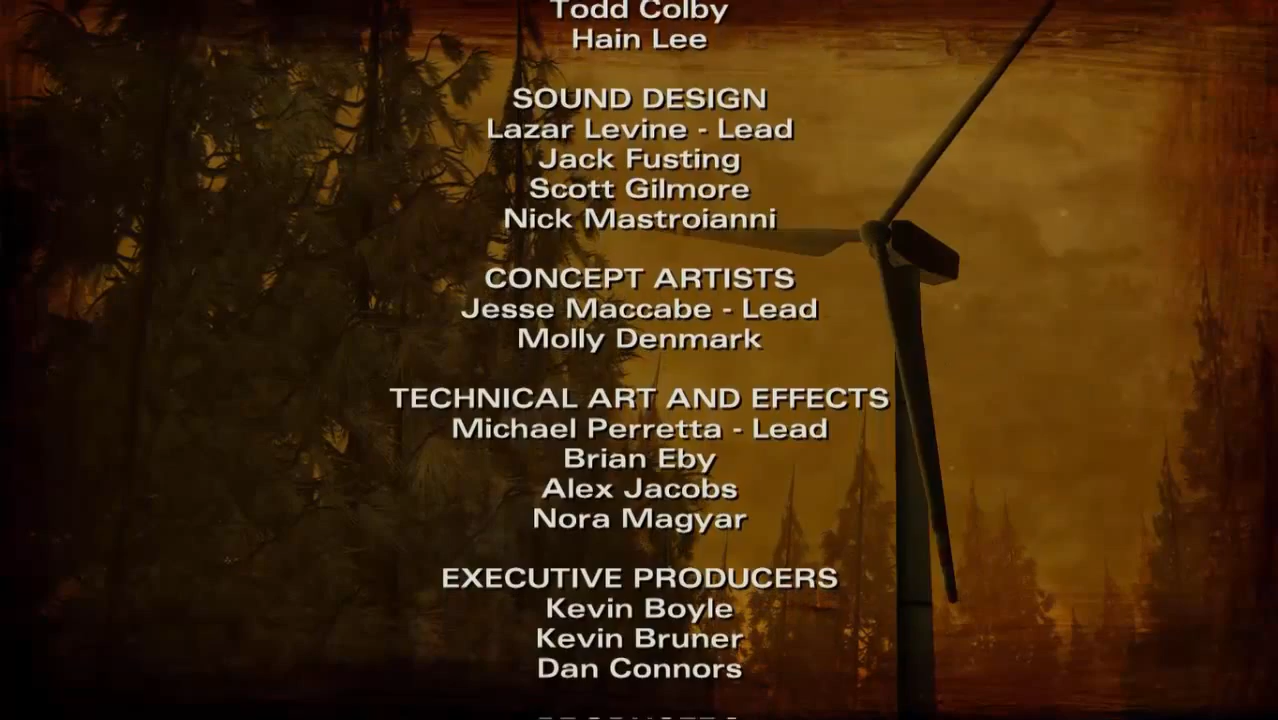 Todd Colby
Hain Lee
SOUND DESIGN
Lazar Levine - Lead
Jack Fusting
Scott Gilmore
Nick Mastroianni
CONCEPT ARTISTS
Jesse Maccabe - Lead
Molly Denmark
TECHNICAL ART AND EFFECTS
Michael Perretta - Lead
Brian Eby
Alex Jacobs
Nora Magyar
EXECUTIVE PRODUCERS
Kevin Boyle
Kevin Bruner
Dan Connors